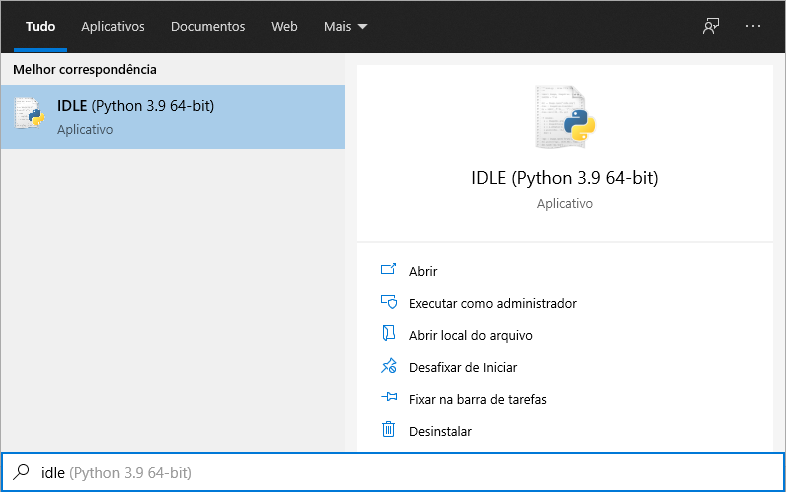 Tudo Aplicativos Documentos Web Mais
Melhor correspondência
IDLE (Python 3.9 64-bit)
Aplicativo
IDLE (Python 3.9 64-bit)
Aplicativo
Abrir
Executar como administrador
Abrir local do arquivo
Desafixar de Iniciar
Fixar na barra de tarefas
Desinstalar
idle (Python 3.9 64-bit)